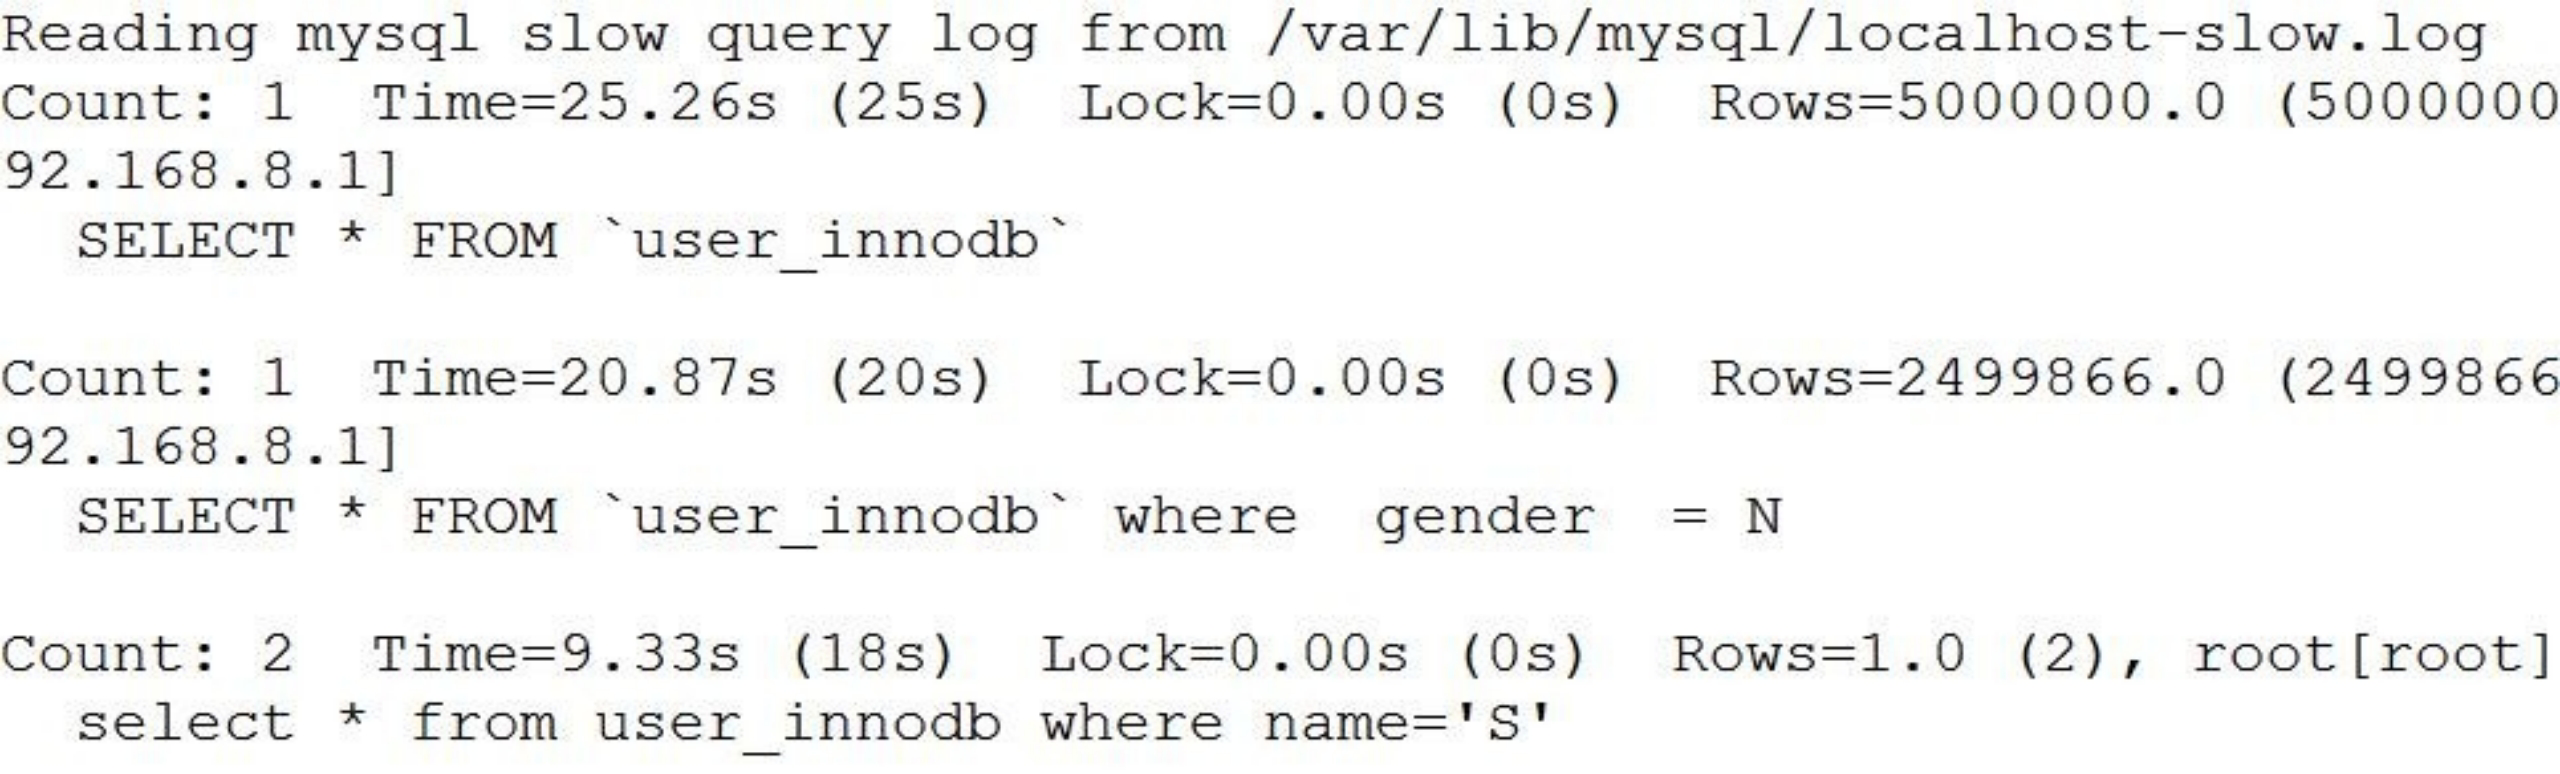 Reading mysql slow query log from /var/lib/mysql/localhost-slow.log
Count: 1  Time=25.26s (25s)  Lock=0.00s (0s)  Rows=5000000.0 (5000000
92.168.8.1]
  SELECT * FROM `user_innodb`
Count: 1  Time=20.87s (20s)  Lock=0.00s (0s)  Rows=2499866.0 (2499866
92.168.8.1]
  SELECT * FROM `user_innodb` where  gender  = N
Count: 2  Time=9.33s (18s)  Lock=0.00s (0s)  Rows=1.0 (2), root[root]
  select * from user_innodb where name='S'